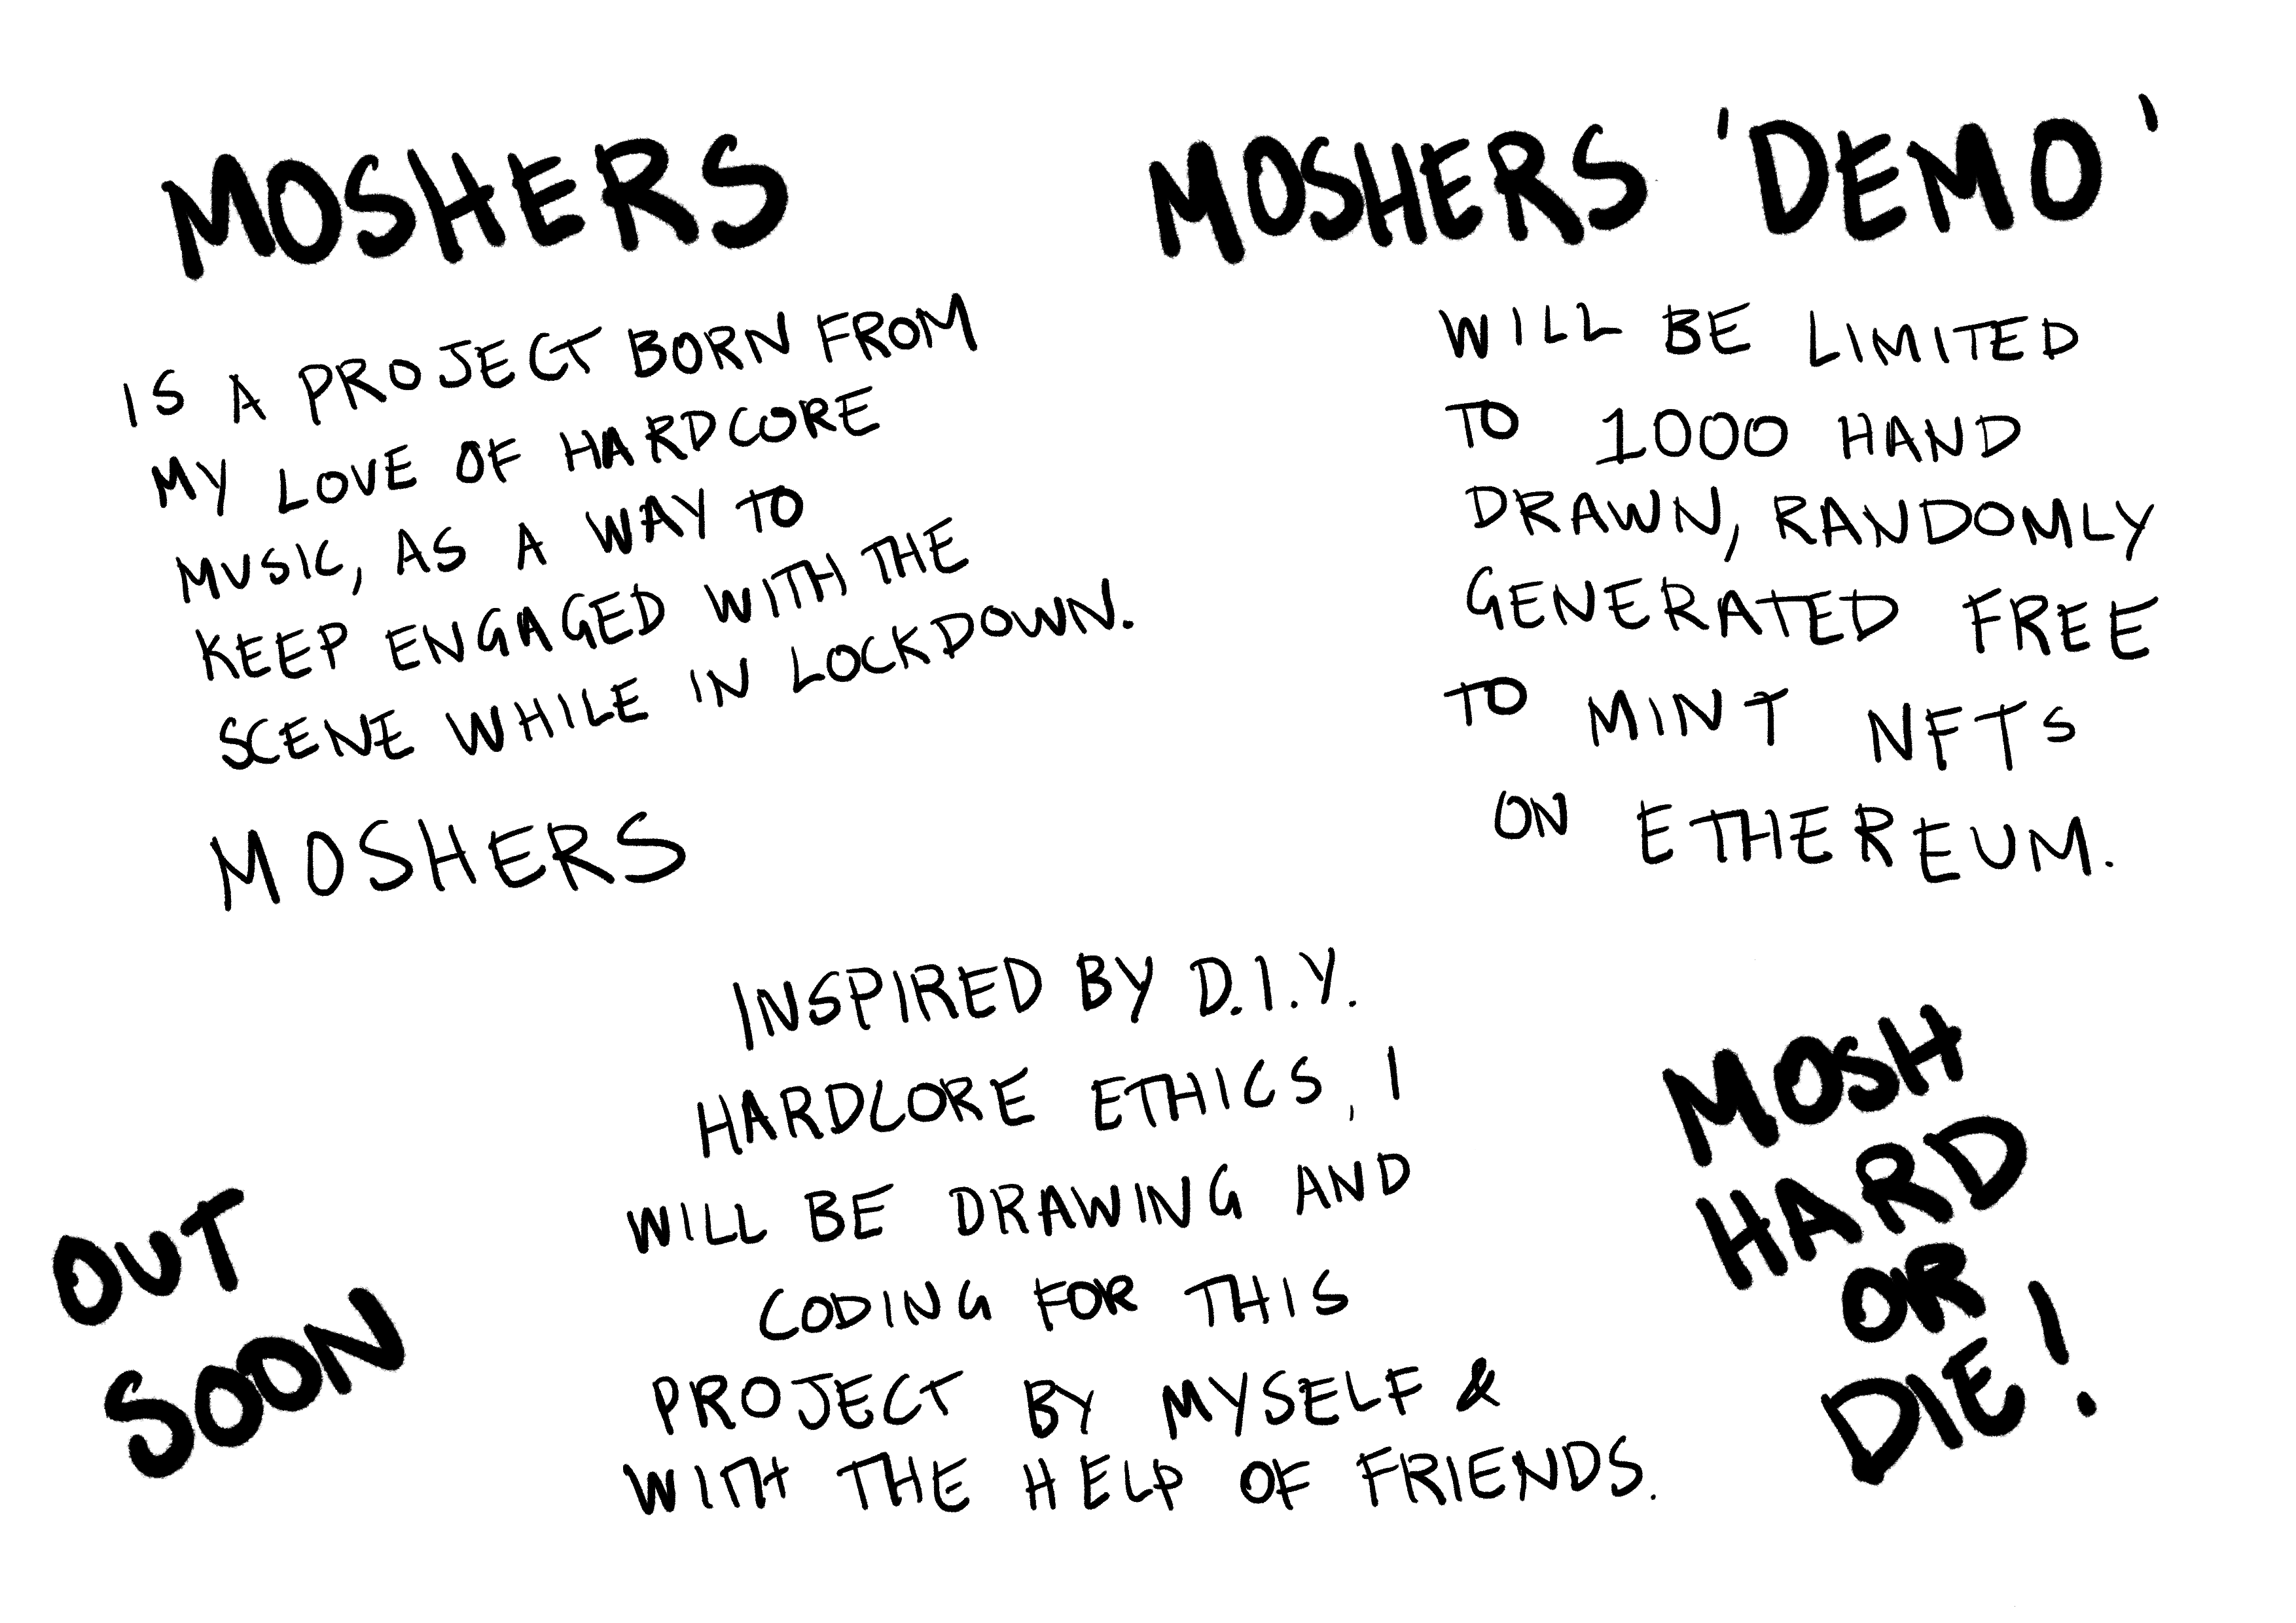 MOSHERS
IS A PROJECT BORN FROM
MY LOVE OF HARDCORE
MUSIC, AS A WAY TO
KEEP ENGAGED WITH THE
SCENE WHILE IN LOCKDOWN.
MOSHERS
MOSHERS 'DEMO'
WILL BE LIMITED
TO 1000 HAND
DRAWN, RANDOMLY
GENERATED FREE
TO MINT NFTs
ON ETHEREUM.
INSPIRED BY D.I.Y.
HARDCORE ETHICS, I
WILL BE DRAWING AND
CODING FOR THIS
PROJECT BY MYSELF &
WITH THE HELP OF FRIENDS.
OUT
SOON
MOSH
HARD
OR
DIE!